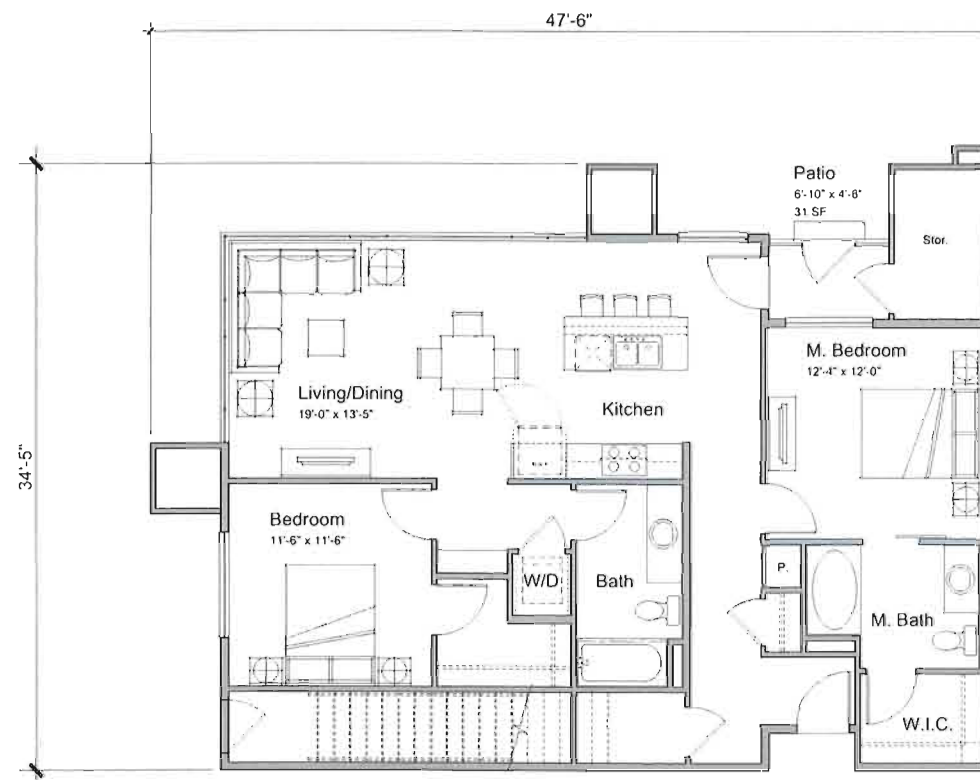 47'-6"
34'-5"
Patio
6'-10" x 4'-6"
31 SF
Stor.
M. Bedroom
12'-4" x 12'-0"
Living/Dining
19'-0" x 13'-5"
Kitchen
Bedroom
11'-6" x 11'-6"
W/D
Bath
P.
M. Bath
W.I.C.